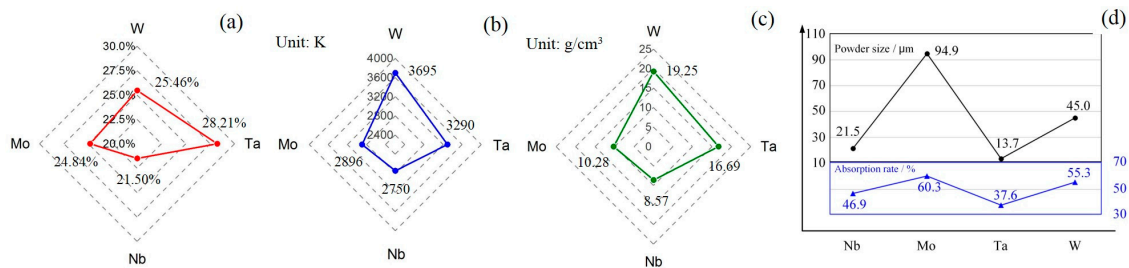 (a)
W
30.0%
27.5%
25.0%
22.5%
20.0%
25.46%
28.21%
Ta
Mo
24.84%
21.50%
Nb
(b)
Unit: K
W
4000
3600
3200
2800
2400
3695
3290
Ta
Mo
2896
2750
Nb
(c)
Unit: g/cm³
W
25
20
15
10
5
0
19.25
16.69
Ta
Mo
10.28
8.57
Nb
(d)
110
90
70
50
30
10
Powder size / μm
94.9
21.5
13.7
45.0
Absorption rate / %
46.9
60.3
37.6
55.3
70
50
30
Nb Mo Ta W